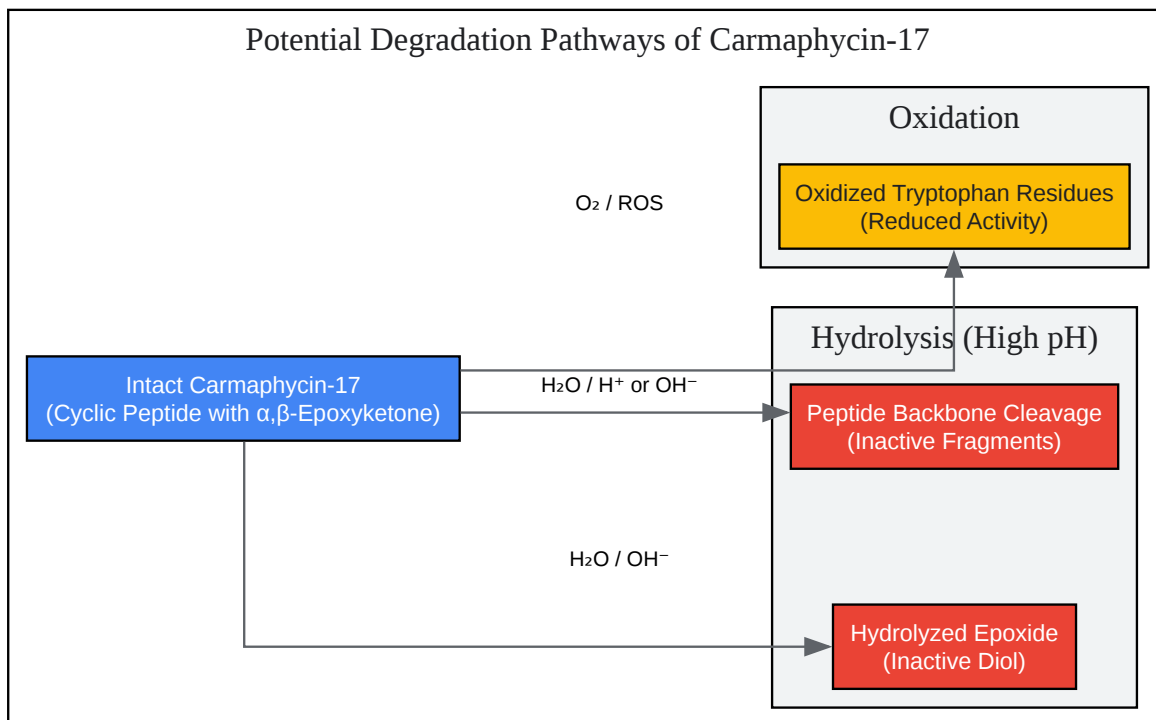 Potential Degradation Pathways of Carmaphycin-17
Oxidation
Oxidized Tryptophan Residues
(Reduced Activity)
O₂ / ROS
Hydrolysis (High pH)
Intact Carmaphycin-17
(Cyclic Peptide with α,β-Epoxyketone)
H₂O / H⁺ or OH⁻
Peptide Backbone Cleavage
(Inactive Fragments)
H₂O / OH⁻
Hydrolyzed Epoxide
(Inactive Diol)